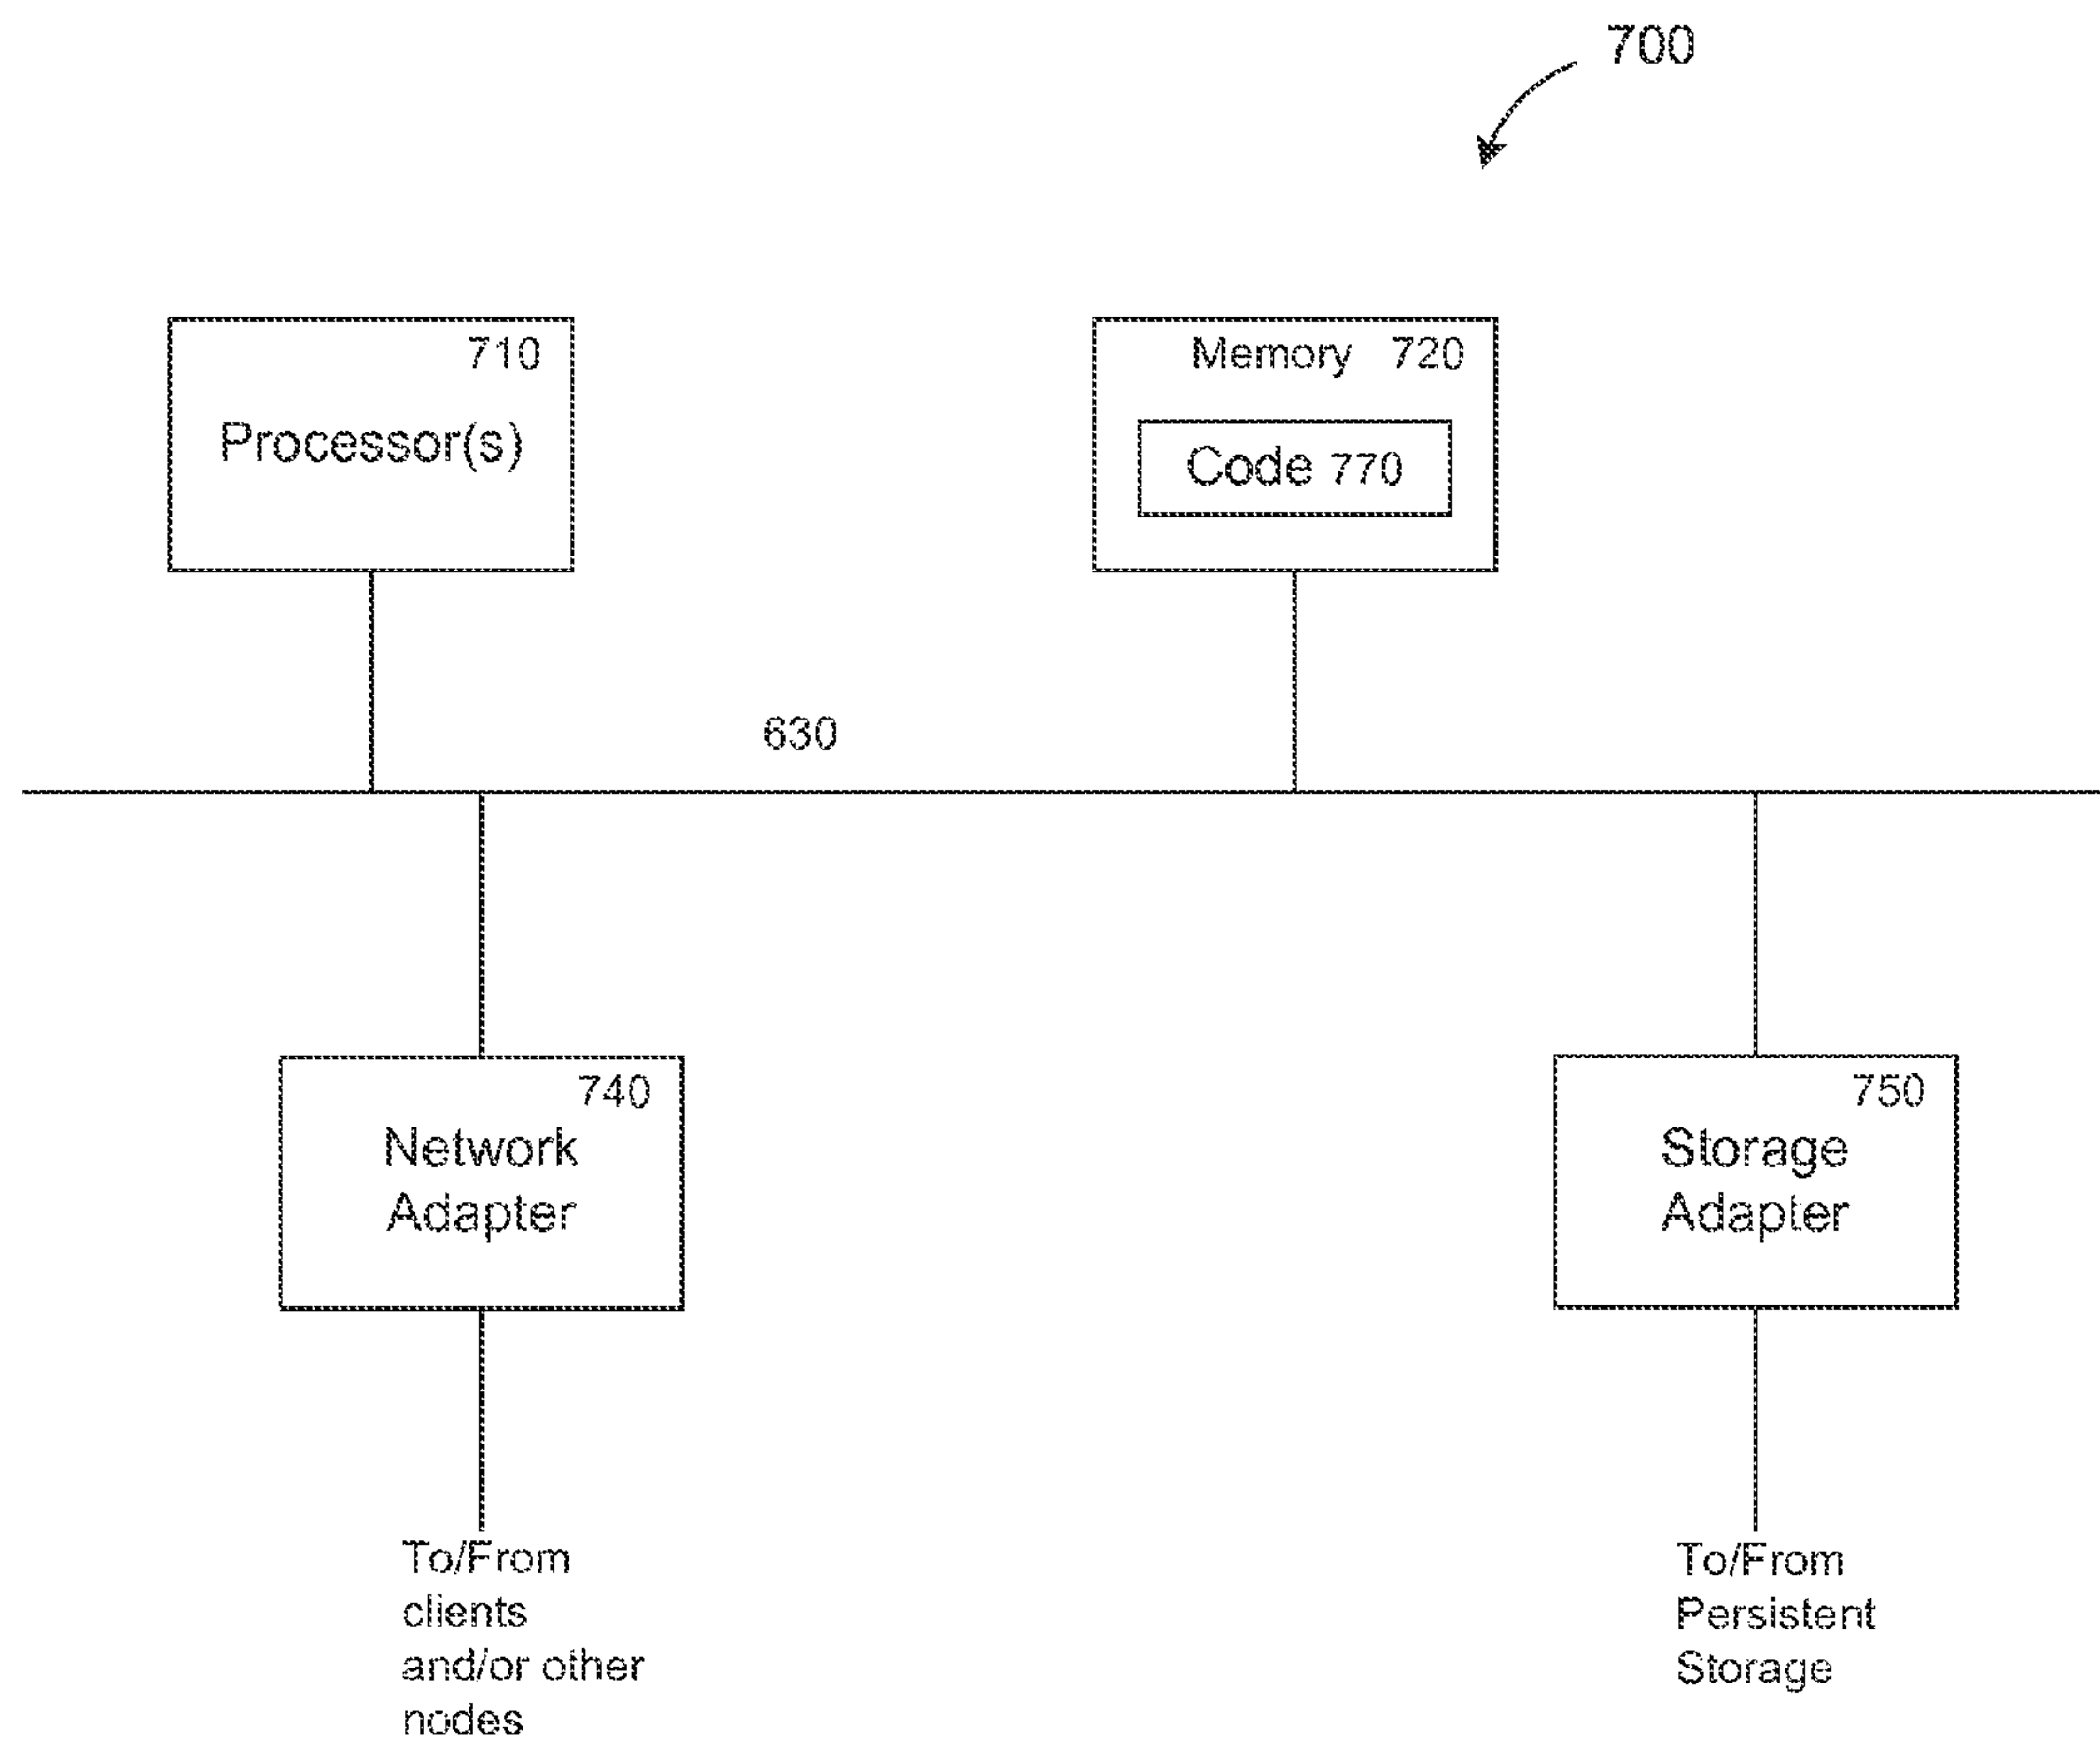 700
710
Processor(s)
Memory 720
Code 770
630
740
Network
Adapter
750
Storage
Adapter
To/From
clients
and/or other
nodes
To/From
Persistent
Storage